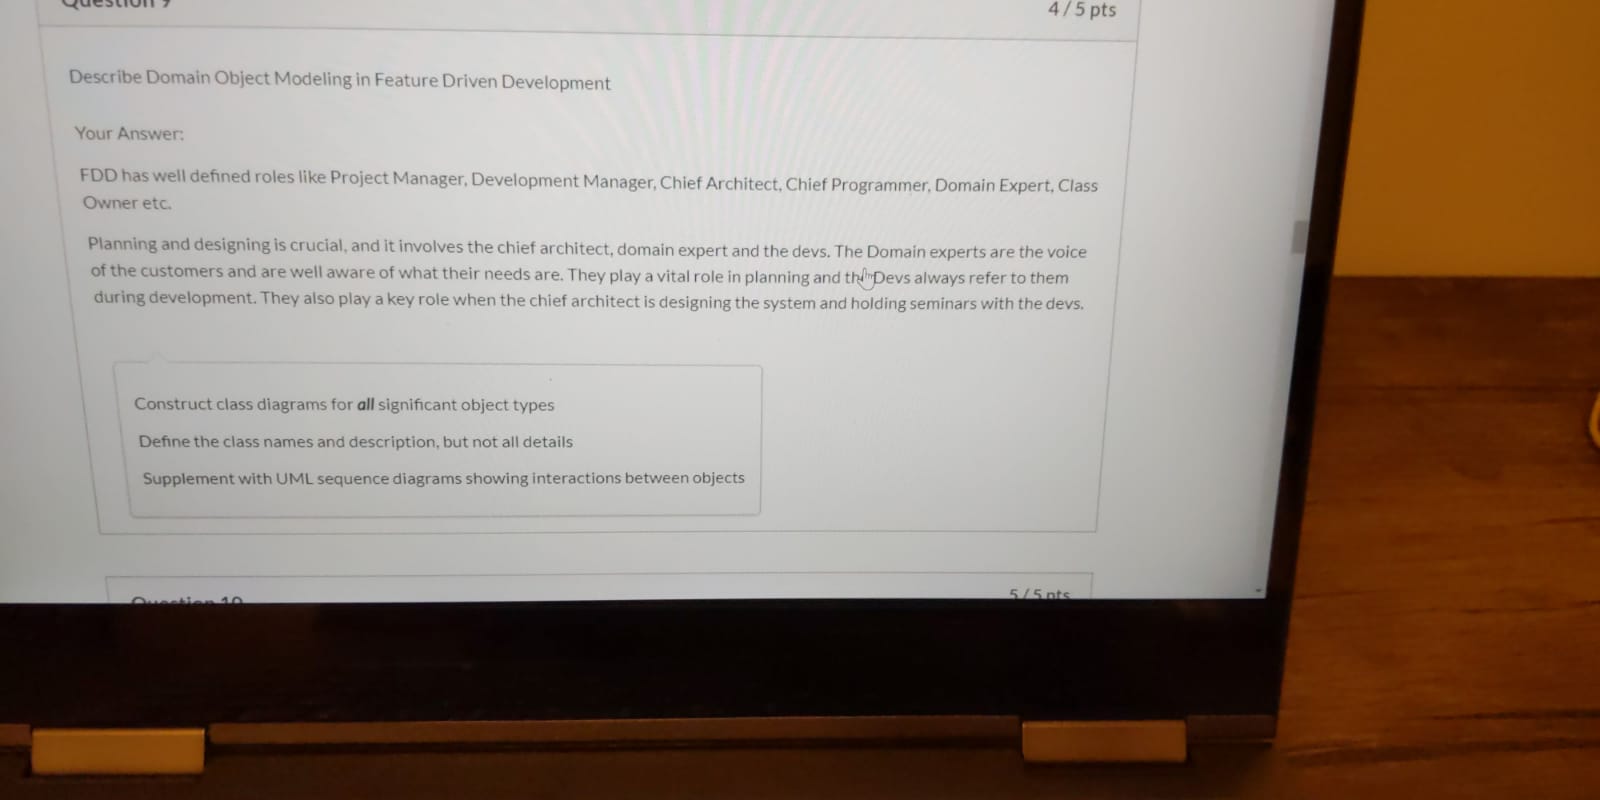 Question 9
4 / 5 pts
Describe Domain Object Modeling in Feature Driven Development
Your Answer:
FDD has well defined roles like Project Manager, Development Manager, Chief Architect, Chief Programmer, Domain Expert, Class
Owner etc.
Planning and designing is crucial, and it involves the chief architect, domain expert and the devs. The Domain experts are the voice
of the customers and are well aware of what their needs are. They play a vital role in planning and Devs always refer to them
during development. They also play a key role when the chief architect is designing the system and holding seminars with the devs.
Construct class diagrams for all significant object types
Define the class names and description, but not all details
Supplement with UML sequence diagrams showing interactions between objects
Question 10
5 / 5 pts